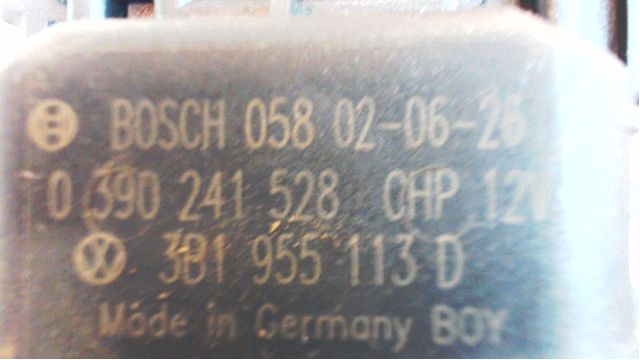 BOSCH 058 02-06-26
0 390 241 528 CHP 12V
3B1 955 113 D
Made in Germany BOY